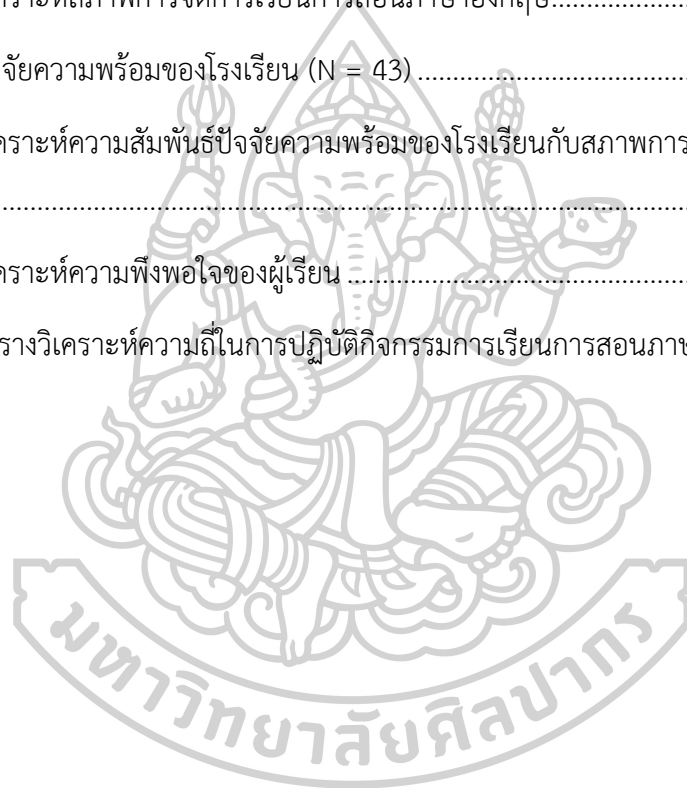 คราะห์สภาพการจัดการเรียนการสอนภาษาอังกฤษ..................
จัยความพร้อมของโรงเรียน (N = 43)....................................
คราะห์ความสัมพันธ์ปัจจัยความพร้อมของโรงเรียนกับสภาพการ
..........................................................................................
คราะห์ความพึงพอใจของผู้เรียน .............................................
รางวิเคราะห์ความถี่ในการปฏิบัติกิจกรรมการเรียนการสอนภาษ
มหาวิทยาลัยศิลปากร